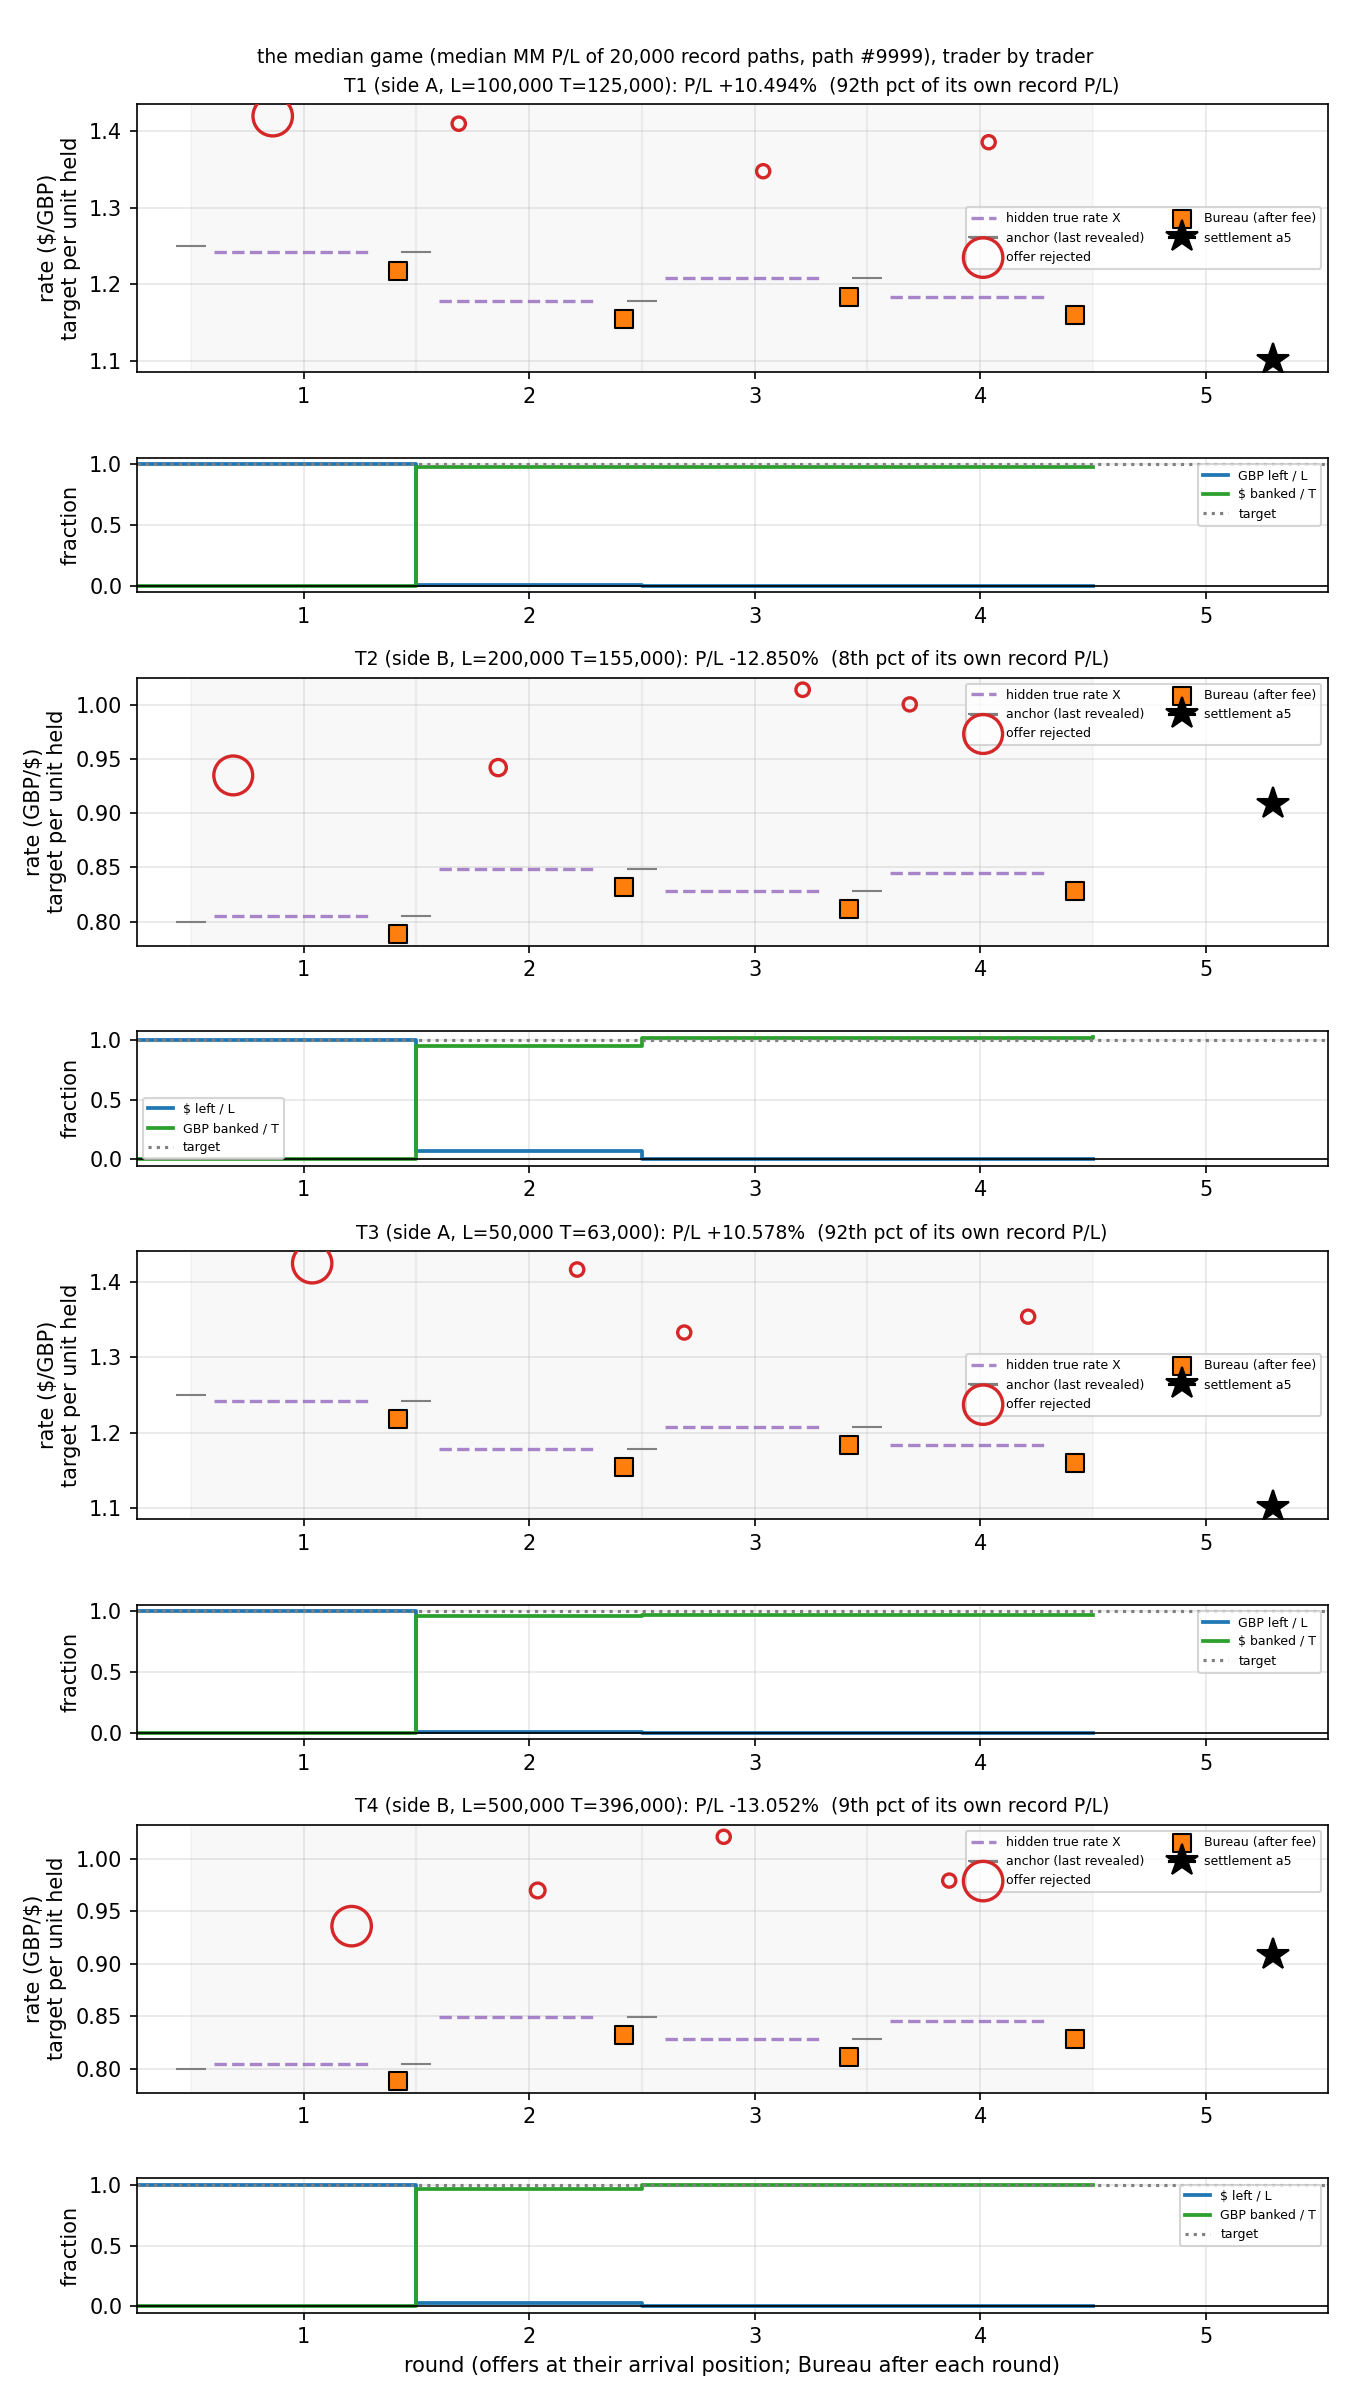 the median game (median MM P/L of 20,000 record paths, path #9999), trader by trader
T1 (side A, L=100,000 T=125,000): P/L +10.494%  (92th pct of its own record P/L)
rate ($/GBP)
target per unit held
1.4
1.3
1.2
1.1
hidden true rate X
anchor (last revealed)
offer rejected
Bureau (after fee)
settlement a5
1 2 3 4 5
fraction
1.0
0.5
0.0
GBP left / L
$ banked / T
target
1 2 3 4 5
T2 (side B, L=200,000 T=155,000): P/L -12.850%  (8th pct of its own record P/L)
rate (GBP/$)
target per unit held
1.00
0.95
0.90
0.85
0.80
hidden true rate X
anchor (last revealed)
offer rejected
Bureau (after fee)
settlement a5
1 2 3 4 5
fraction
1.0
0.5
0.0
$ left / L
GBP banked / T
target
1 2 3 4 5
T3 (side A, L=50,000 T=63,000): P/L +10.578%  (92th pct of its own record P/L)
rate ($/GBP)
target per unit held
1.4
1.3
1.2
1.1
hidden true rate X
anchor (last revealed)
offer rejected
Bureau (after fee)
settlement a5
1 2 3 4 5
fraction
1.0
0.5
0.0
GBP left / L
$ banked / T
target
1 2 3 4 5
T4 (side B, L=500,000 T=396,000): P/L -13.052%  (9th pct of its own record P/L)
rate (GBP/$)
target per unit held
1.00
0.95
0.90
0.85
0.80
hidden true rate X
anchor (last revealed)
offer rejected
Bureau (after fee)
settlement a5
1 2 3 4 5
fraction
1.0
0.5
0.0
$ left / L
GBP banked / T
target
1 2 3 4 5
round (offers at their arrival position; Bureau after each round)